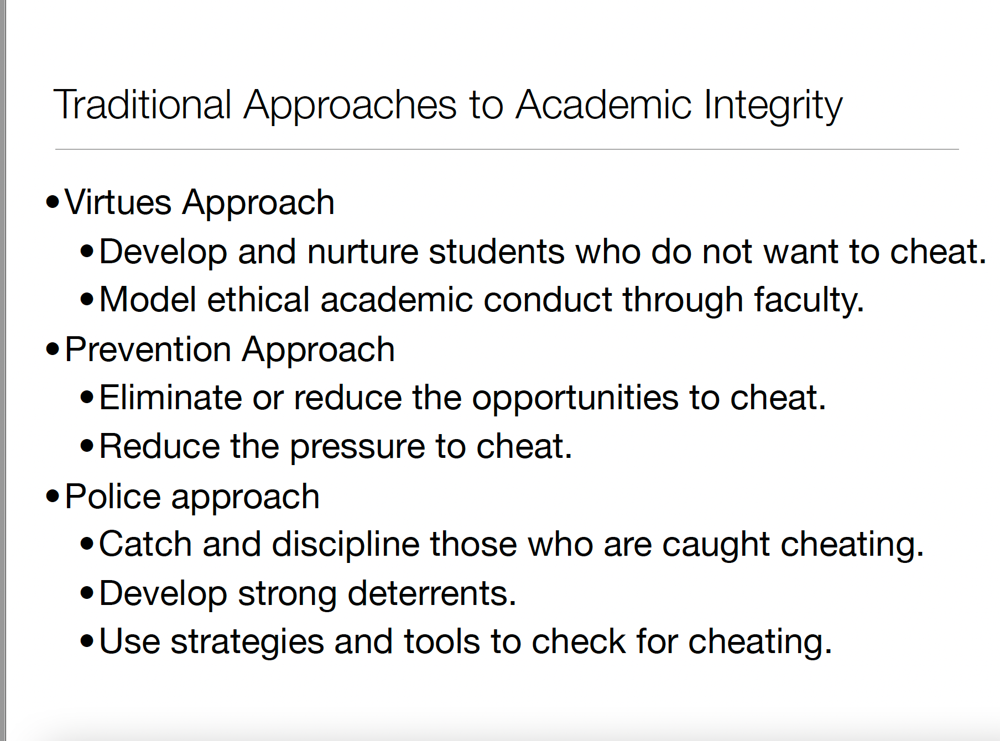 Traditional Approaches to Academic Integrity
•Virtues Approach
•Develop and nurture students who do not want to cheat.
•Model ethical academic conduct through faculty.
•Prevention Approach
•Eliminate or reduce the opportunities to cheat.
•Reduce the pressure to cheat.
•Police approach
•Catch and discipline those who are caught cheating.
•Develop strong deterrents.
•Use strategies and tools to check for cheating.